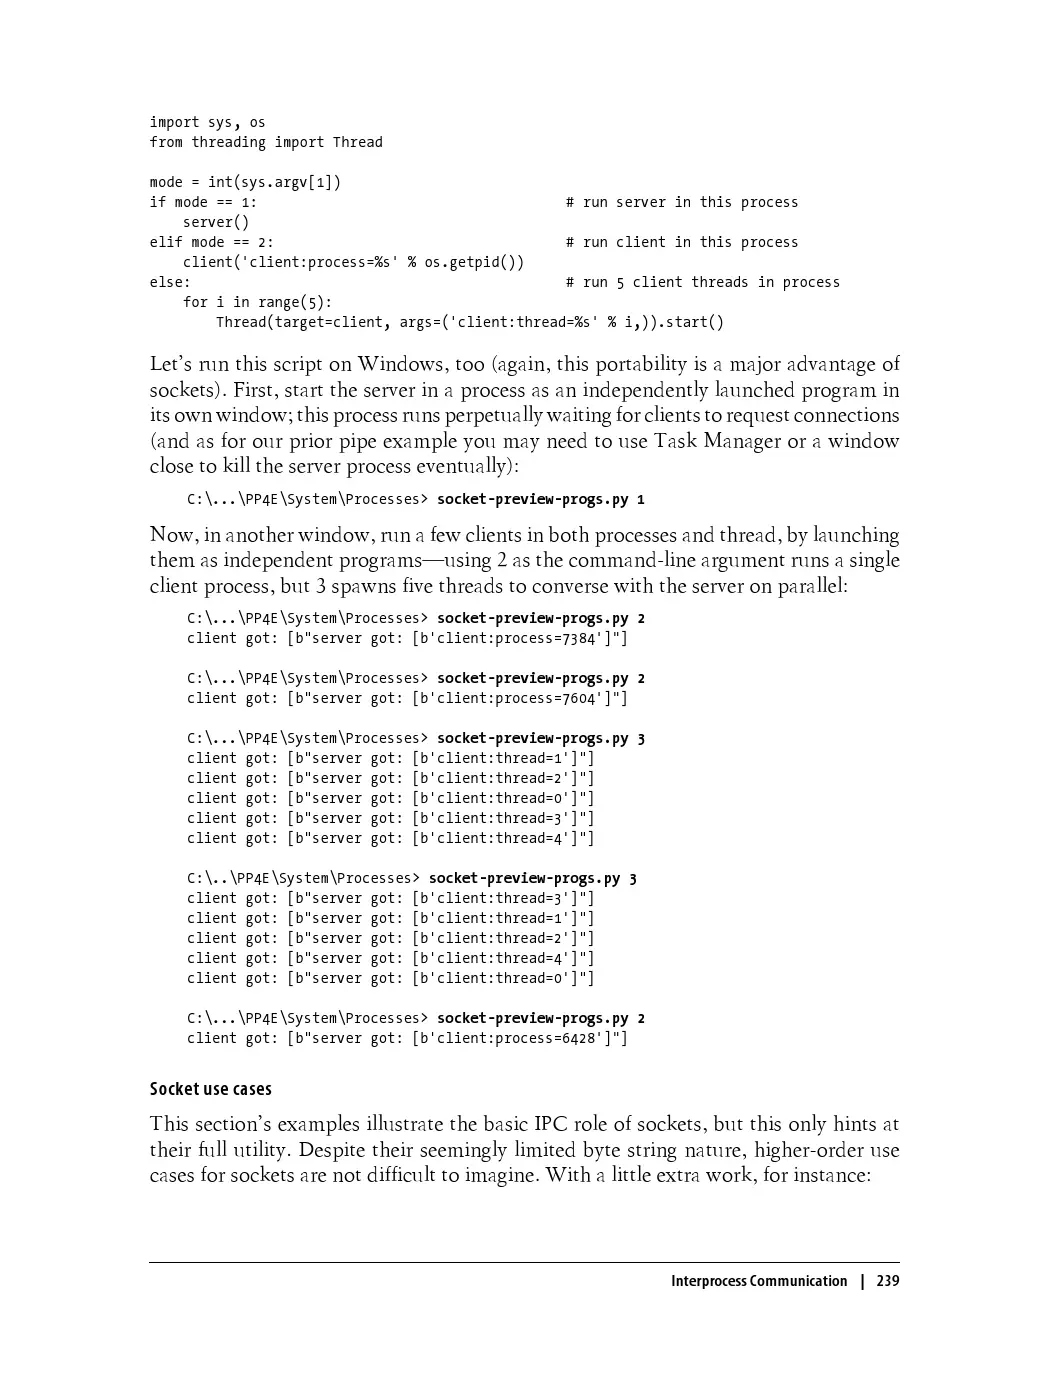 import sys, os
from threading import Thread
mode = int(sys.argv[1])
if mode == 1:                                     # run server in this process
    server()
elif mode == 2:                                   # run client in this process
    client('client:process=%s' % os.getpid())
else:                                             # run 5 client threads in process
    for i in range(5):
        Thread(target=client, args=('client:thread=%s' % i,)).start()
Let's run this script on Windows, too (again, this portability is a major advantage of
sockets). First, start the server in a process as an independently launched program in
its own window; this process runs perpetually waiting for clients to request connections
(and as for our prior pipe example you may need to use Task Manager or a window
close to kill the server process eventually):
C:\...\PP4E\System\Processes> socket-preview-progs.py 1
Now, in another window, run a few clients in both processes and thread, by launching
them as independent programs—using 2 as the command-line argument runs a single
client process, but 3 spawns five threads to converse with the server on parallel:
C:\...\PP4E\System\Processes> socket-preview-progs.py 2
client got: [b"server got: [b'client:process=7384']"]
C:\...\PP4E\System\Processes> socket-preview-progs.py 2
client got: [b"server got: [b'client:process=7604']"]
C:\...\PP4E\System\Processes> socket-preview-progs.py 3
client got: [b"server got: [b'client:thread=1']"]
client got: [b"server got: [b'client:thread=2']"]
client got: [b"server got: [b'client:thread=0']"]
client got: [b"server got: [b'client:thread=3']"]
client got: [b"server got: [b'client:thread=4']"]
C:\..\PP4E\System\Processes> socket-preview-progs.py 3
client got: [b"server got: [b'client:thread=3']"]
client got: [b"server got: [b'client:thread=1']"]
client got: [b"server got: [b'client:thread=2']"]
client got: [b"server got: [b'client:thread=4']"]
client got: [b"server got: [b'client:thread=0']"]
C:\...\PP4E\System\Processes> socket-preview-progs.py 2
client got: [b"server got: [b'client:process=6428']"]
Socket use cases
This section's examples illustrate the basic IPC role of sockets, but this only hints at
their full utility. Despite their seemingly limited byte string nature, higher-order use
cases for sockets are not difficult to imagine. With a little extra work, for instance:
Interprocess Communication | 239